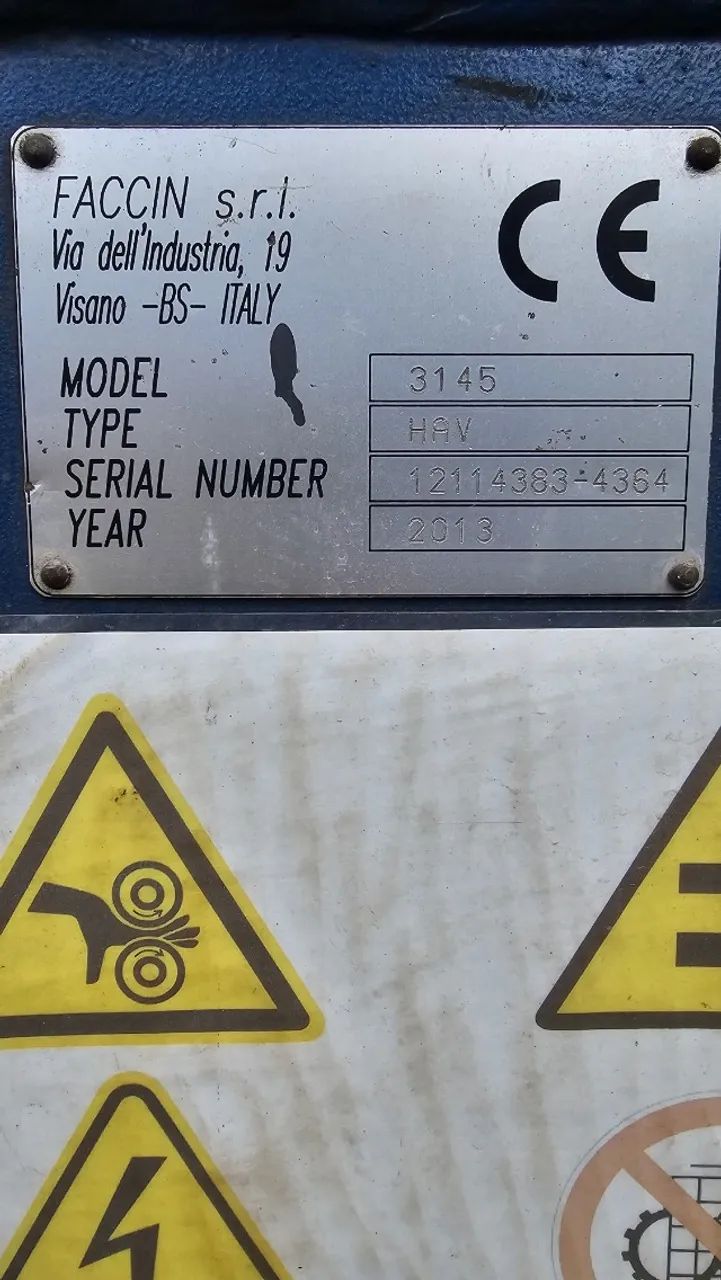 FACCIN s.r.l.
Via dell'Industria, 19
Visano -BS- ITALY
CE
MODEL 3145
TYPE HAV
SERIAL NUMBER 12114383-4364
YEAR 2013